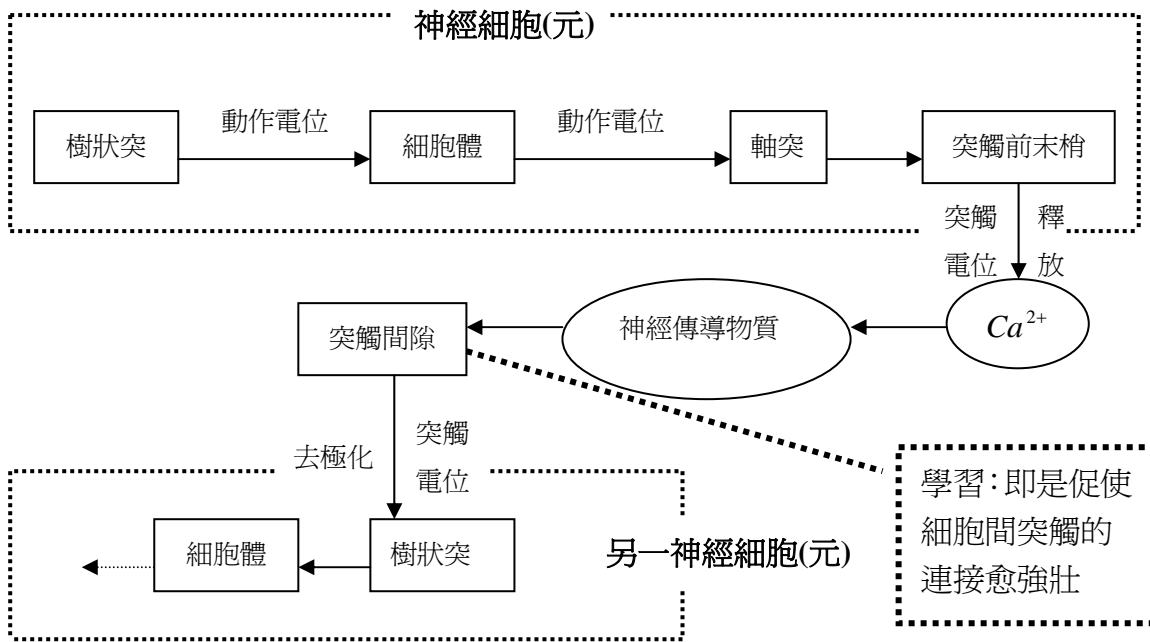 神經細胞(元)
樹狀突
動作電位
細胞體
動作電位
軸突
突觸前末梢
突觸
電位
釋
放
Ca²⁺
神經傳導物質
突觸間隙
去極化
突觸
電位
細胞體
樹狀突
另一神經細胞(元)
學習:即是促使
細胞間突觸的
連接愈強壯